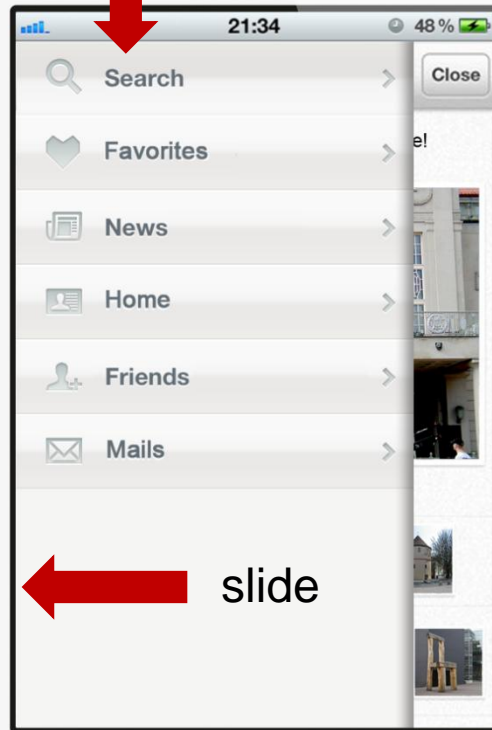 21:34
48 %
Search
Close
Favorites
e!
News
Home
Friends
Mails
slide